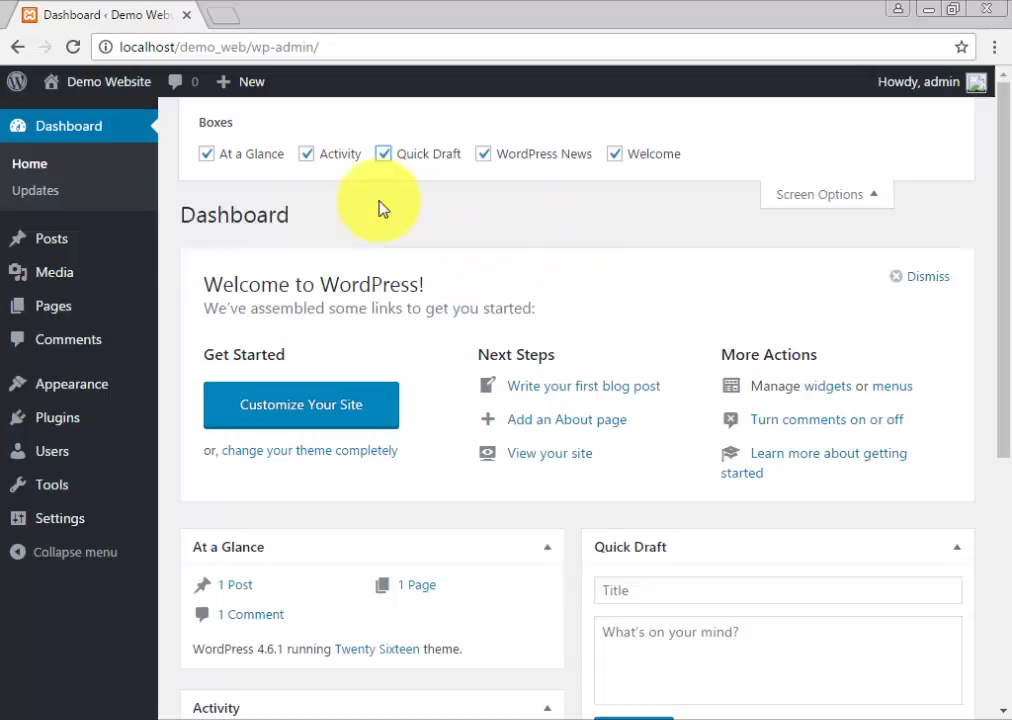 Dashboard ‹ Demo Web
localhost/demo_web/wp-admin/
Demo Website 0 New Howdy, admin
Dashboard
Home
Updates
Posts
Media
Pages
Comments
Appearance
Plugins
Users
Tools
Settings
Collapse menu
Boxes
At a Glance Activity Quick Draft WordPress News Welcome
Screen Options
Dashboard
Welcome to WordPress!
Dismiss
We've assembled some links to get you started:
Get Started
Customize Your Site
or, change your theme completely
Next Steps
Write your first blog post
Add an About page
View your site
More Actions
Manage widgets or menus
Turn comments on or off
Learn more about getting
started
At a Glance
1 Post 1 Page
1 Comment
WordPress 4.6.1 running Twenty Sixteen theme.
Activity
Quick Draft
Title
What's on your mind?